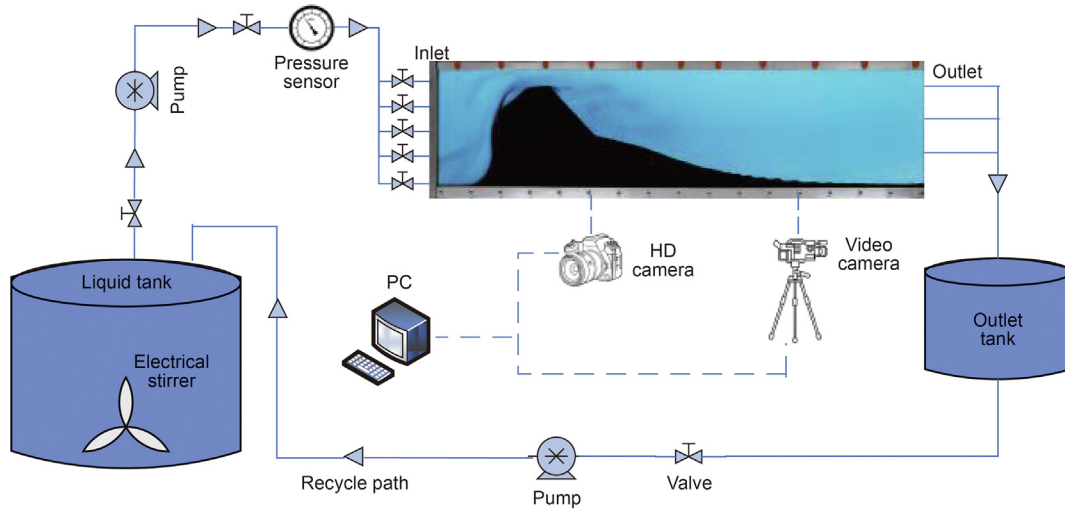 Pump
Pressure
sensor
Inlet
Outlet
Liquid tank
Electrical
stirrer
PC
HD
camera
Video
camera
Outlet
tank
Recycle path
Pump
Valve